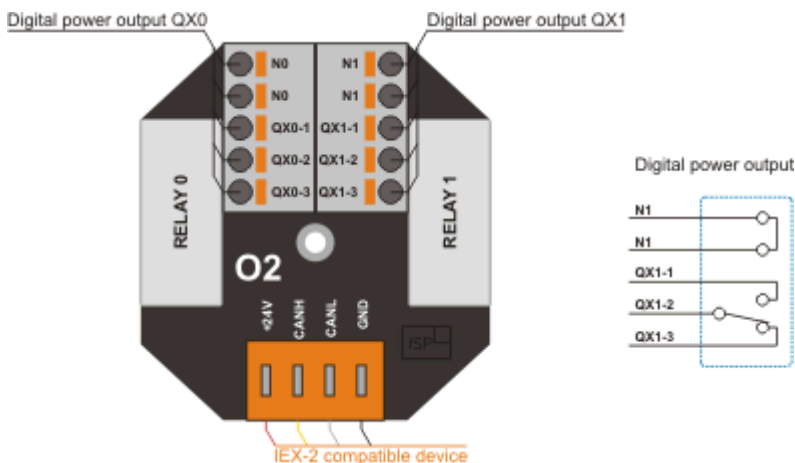 Digital power output QX0
Digital power output QX1
N0 N1
N0 N1
QX0-1 QX1-1
QX0-2 QX1-2
QX0-3 QX1-3
RELAY 0
RELAY 1
O2
+24V CANH CANL GND
ISP
IEX-2 compatible device
Digital power output
N1
N1
QX1-1
QX1-2
QX1-3